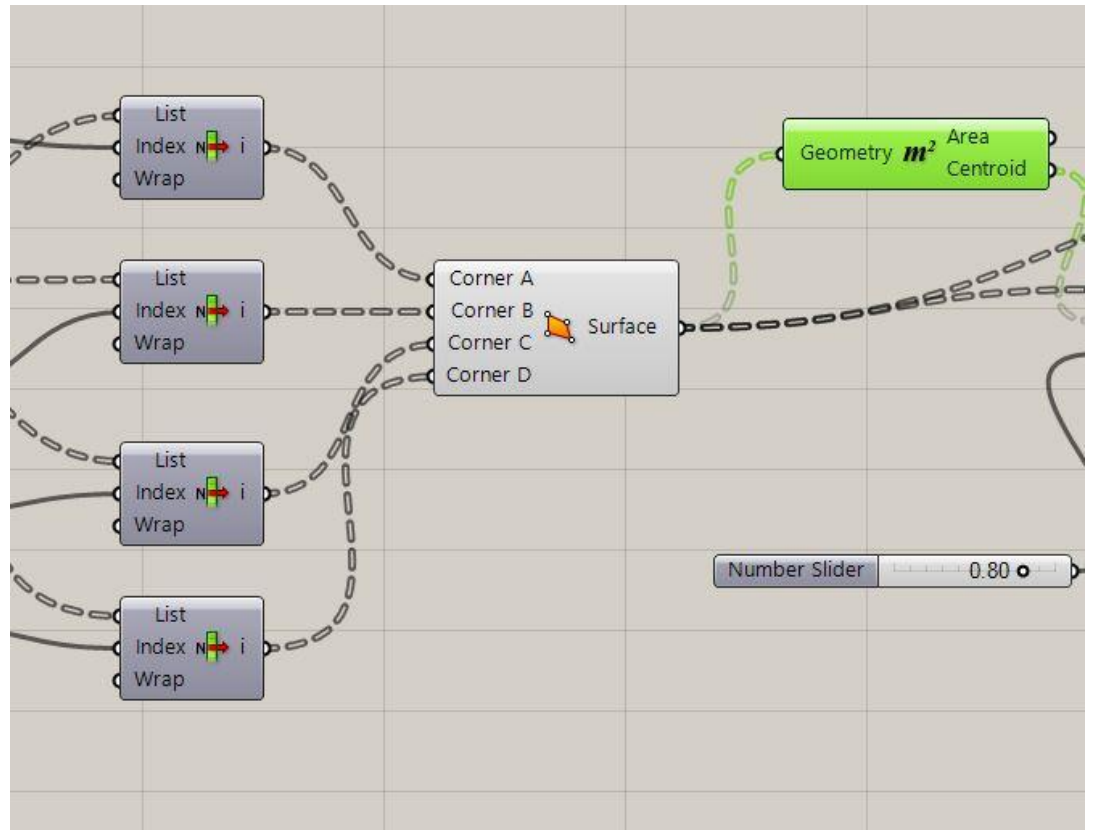 List
Index N i
Wrap
List
Index N i
Wrap
List
Index N i
Wrap
List
Index N i
Wrap
Corner A
Corner B
Corner C
Corner D
Surface
Geometry m²
Area
Centroid
Number Slider 0.80